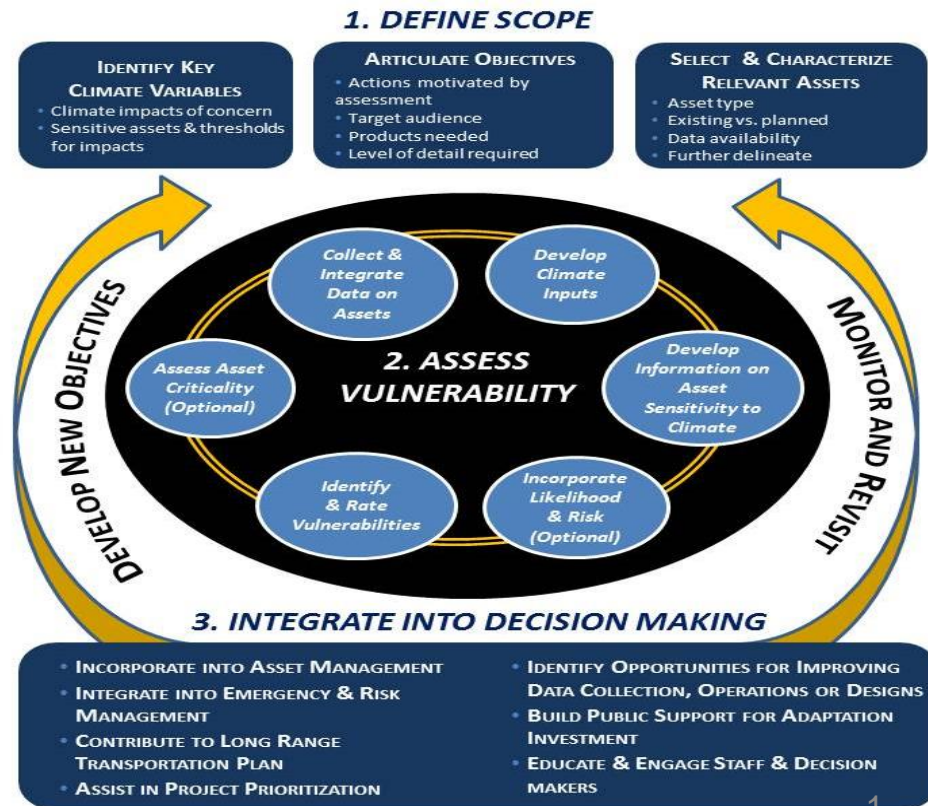 1. DEFINE SCOPE
IDENTIFY KEY
CLIMATE VARIABLES
• Climate impacts of concern
• Sensitive assets & thresholds
for impacts
ARTICULATE OBJECTIVES
• Actions motivated by
assessment
• Target audience
• Products needed
• Level of detail required
SELECT & CHARACTERIZE
RELEVANT ASSETS
• Asset type
• Existing vs. planned
• Data availability
• Further delineate
DEVELOP NEW OBJECTIVES
MONITOR AND REVISIT
Collect &
Integrate
Data on
Assets
Develop
Climate
Inputs
Assess Asset
Criticality
(Optional)
2. ASSESS
VULNERABILITY
Develop
Information on
Asset
Sensitivity to
Climate
Identify
& Rate
Vulnerabilities
Incorporate
Likelihood
& Risk
(Optional)
3. INTEGRATE INTO DECISION MAKING
• INCORPORATE INTO ASSET MANAGEMENT
• INTEGRATE INTO EMERGENCY & RISK
MANAGEMENT
• CONTRIBUTE TO LONG RANGE
TRANSPORTATION PLAN
• ASSIST IN PROJECT PRIORITIZATION
• IDENTIFY OPPORTUNITIES FOR IMPROVING
DATA COLLECTION, OPERATIONS OR DESIGNS
• BUILD PUBLIC SUPPORT FOR ADAPTATION
INVESTMENT
• EDUCATE & ENGAGE STAFF & DECISION
MAKERS
1